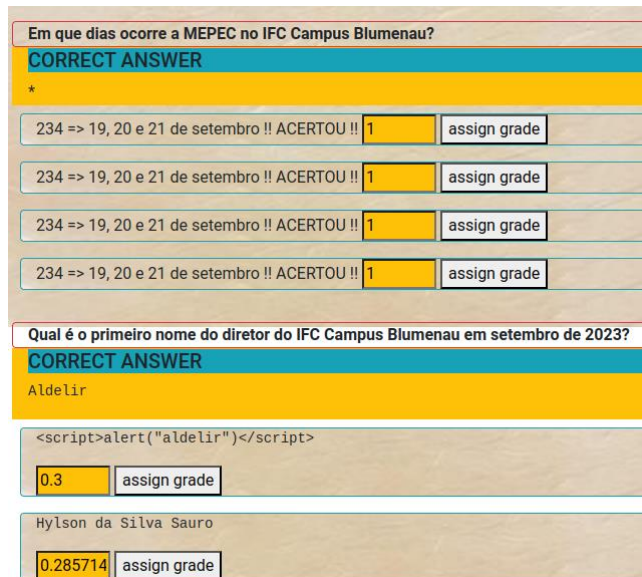 Em que dias ocorre a MEPEC no IFC Campus Blumenau?
CORRECT ANSWER
*
234 => 19, 20 e 21 de setembro !! ACERTOU !! 1 assign grade
234 => 19, 20 e 21 de setembro !! ACERTOU !! 1 assign grade
234 => 19, 20 e 21 de setembro !! ACERTOU !! 1 assign grade
234 => 19, 20 e 21 de setembro !! ACERTOU !! 1 assign grade
Qual é o primeiro nome do diretor do IFC Campus Blumenau em setembro de 2023?
CORRECT ANSWER
Aldelir
<script>alert("aldelir")</script>
0.3 assign grade
Hylson da Silva Sauro
0.285714 assign grade